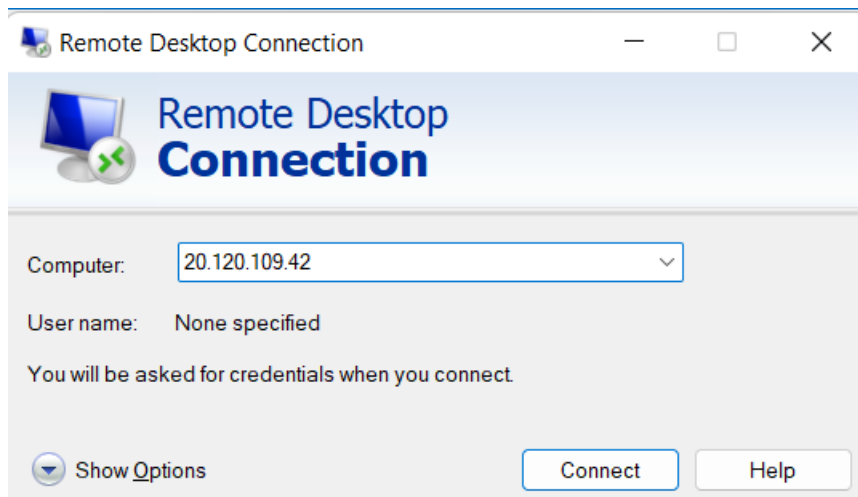 Remote Desktop Connection
Remote Desktop
Connection
Computer: 20.120.109.42
User name: None specified
You will be asked for credentials when you connect.
Show Options Connect Help